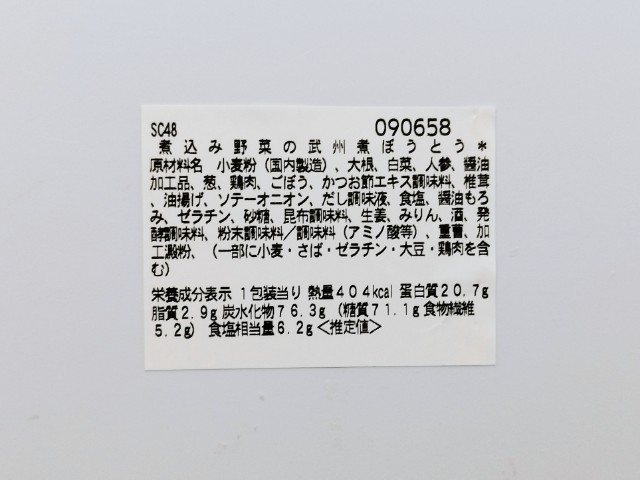 SC48 090658
煮込み野菜の武州煮ぼうとう*
原材料名 小麦粉（国内製造）、大根、白菜、人参、醤油
加工品、葱、鶏肉、ごぼう、かつお節エキス調味料、椎茸
、油揚げ、ソテーオニオン、だし調味液、食塩、醤油もろ
み、ゼラチン、砂糖、昆布調味料、生姜、みりん、酒、発
酵調味料、粉末調味料／調味料（アミノ酸等）、重曹、加
工澱粉、（一部に小麦・さば・ゼラチン・大豆・鶏肉を含
む）
栄養成分表示 １包装当り 熱量４０４kcal 蛋白質２０.７g
脂質２.９g 炭水化物７６.３g （糖質７１.１g 食物繊維
５.２g） 食塩相当量６.２g＜推定値＞